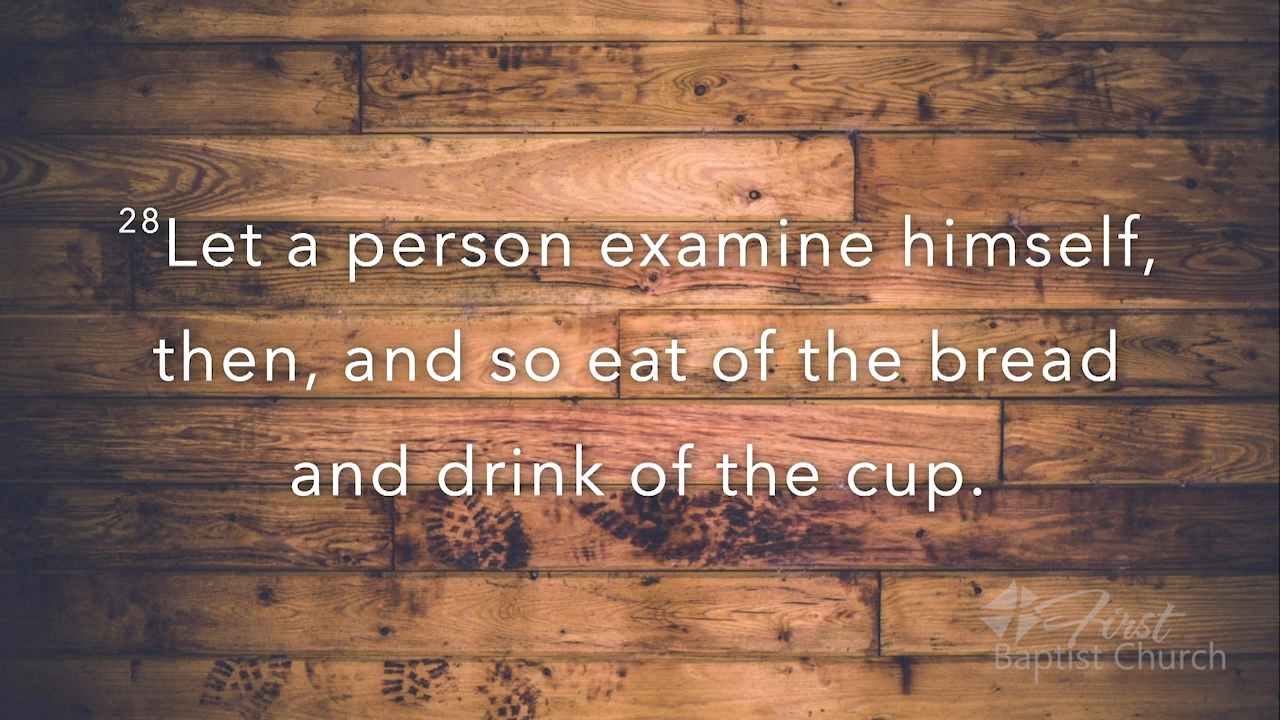 28Let a person examine himself,
then, and so eat of the bread
and drink of the cup.
First
Baptist Church